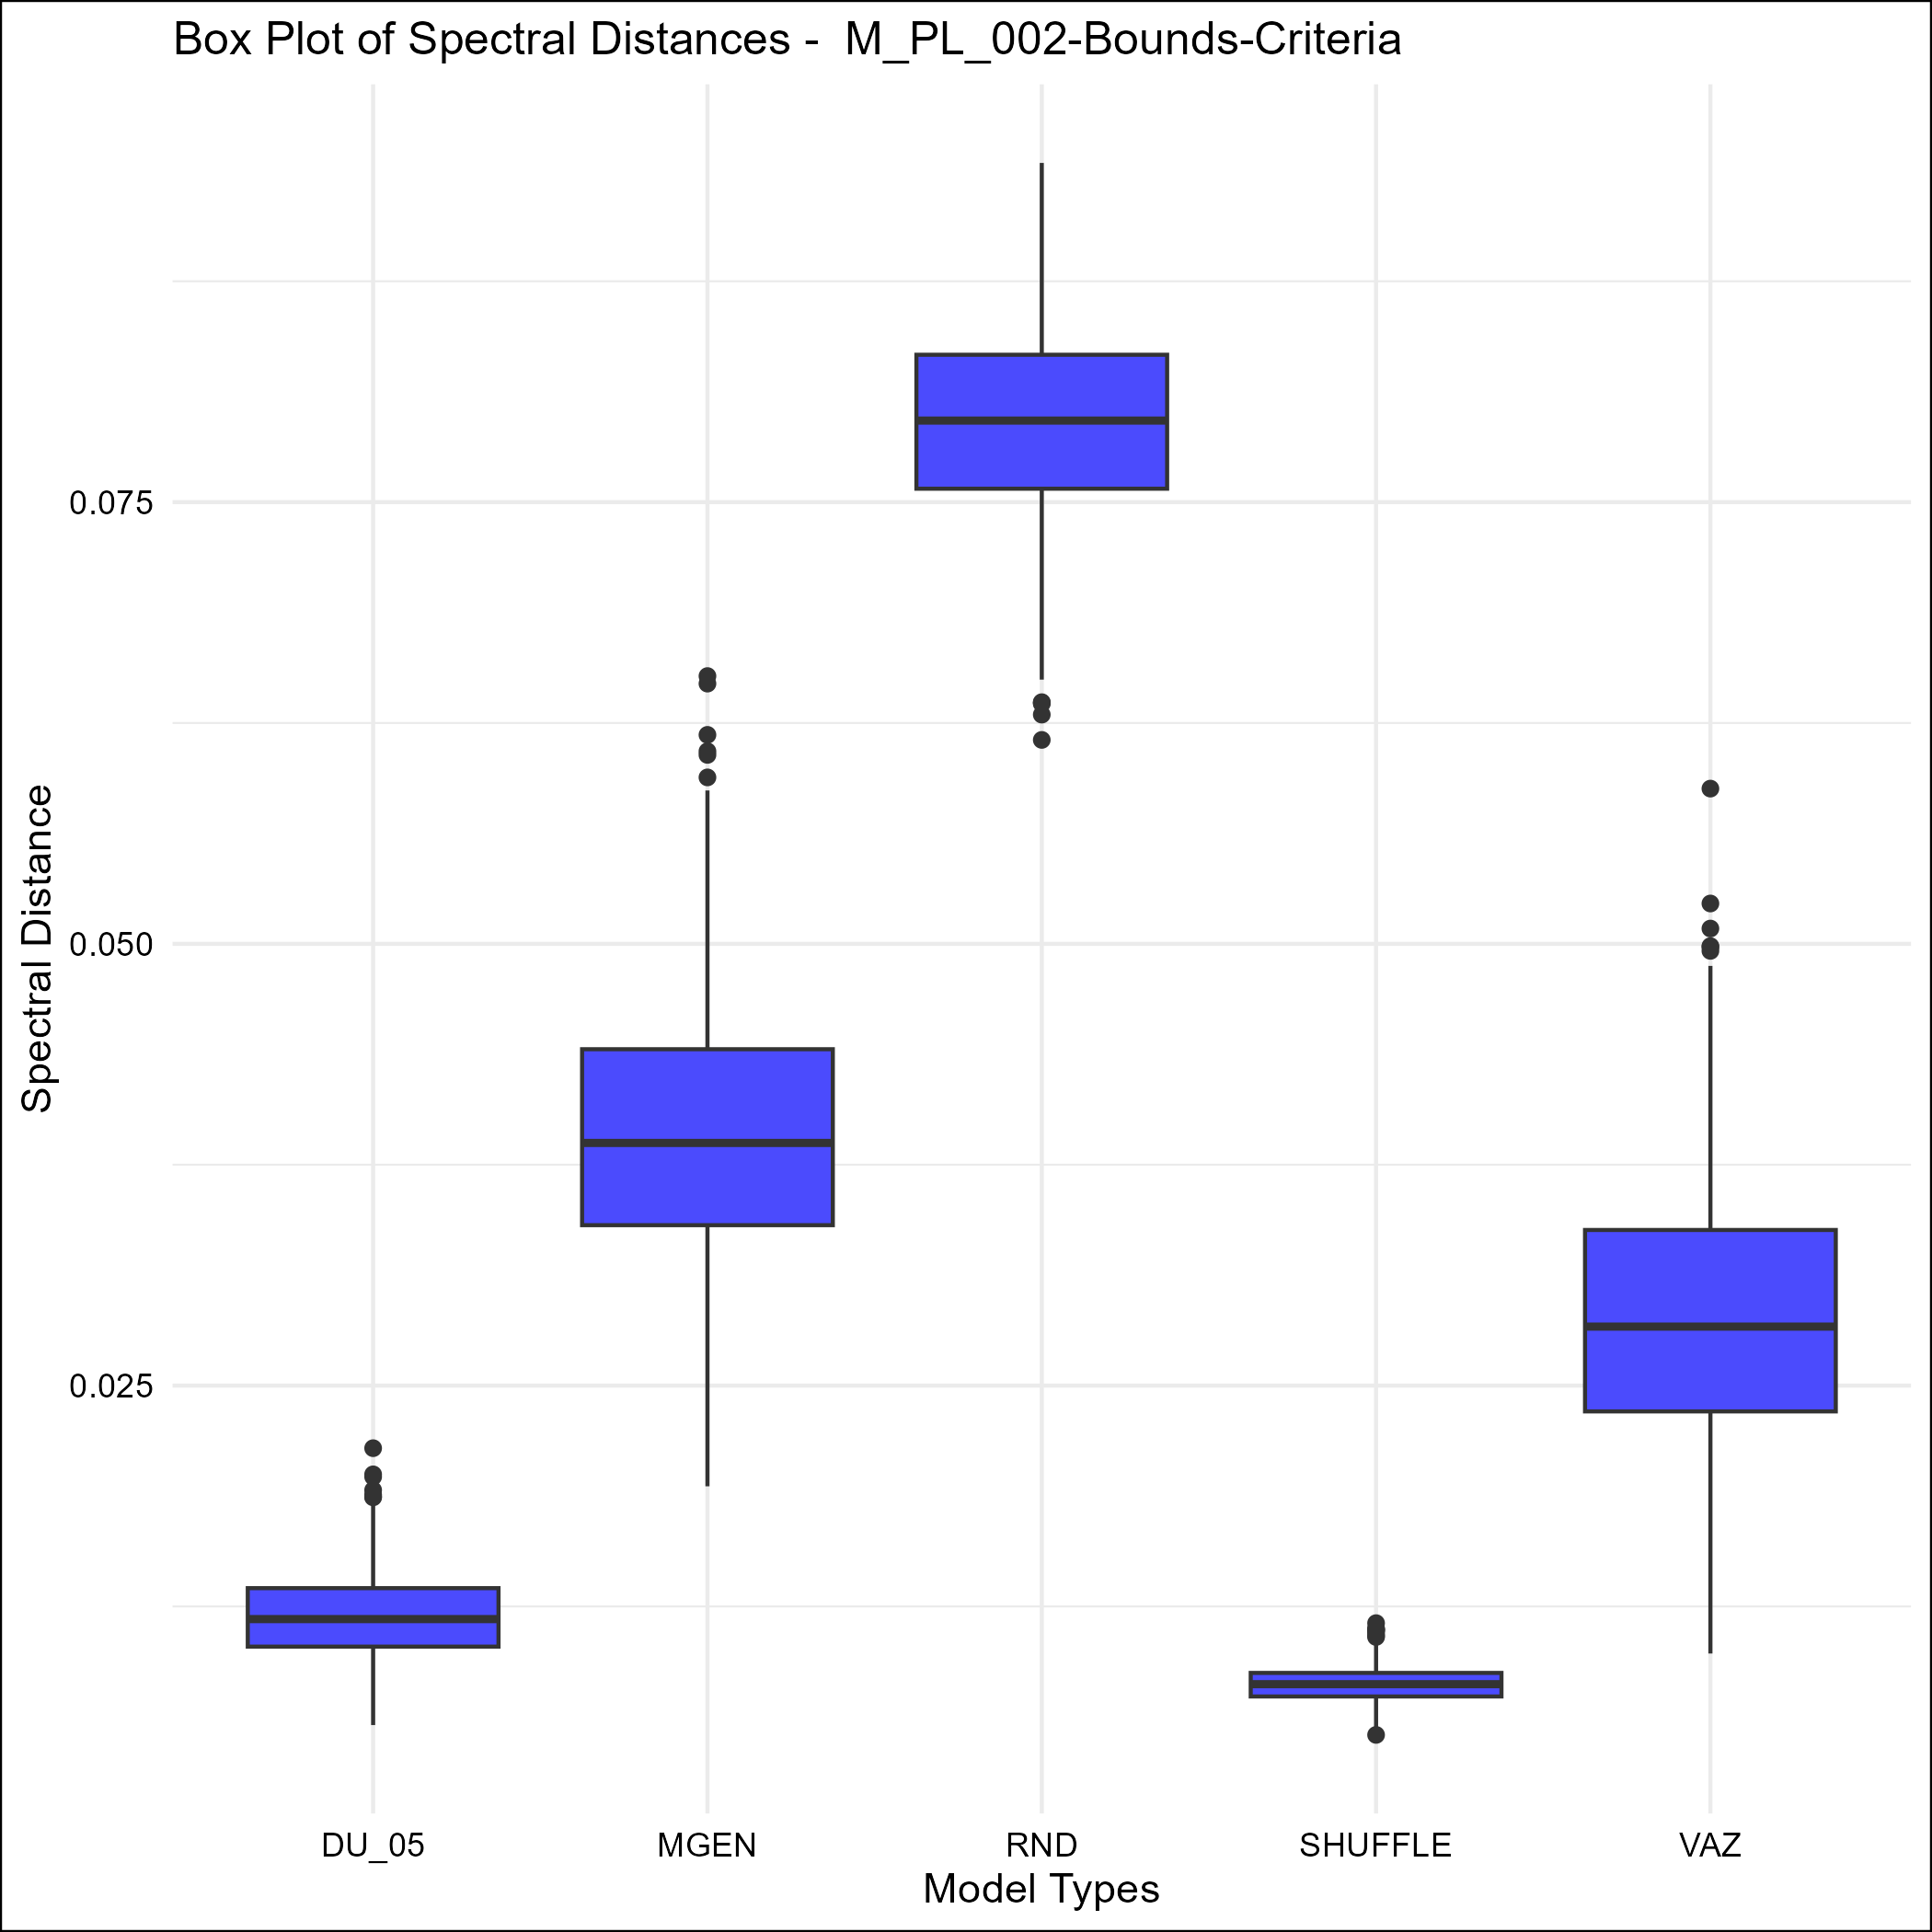 Box Plot of Spectral Distances -  M_PL_002-Bounds-Criteria
Spectral Distance
0.075
0.050
0.025
DU_05
MGEN
RND
SHUFFLE
VAZ
Model Types